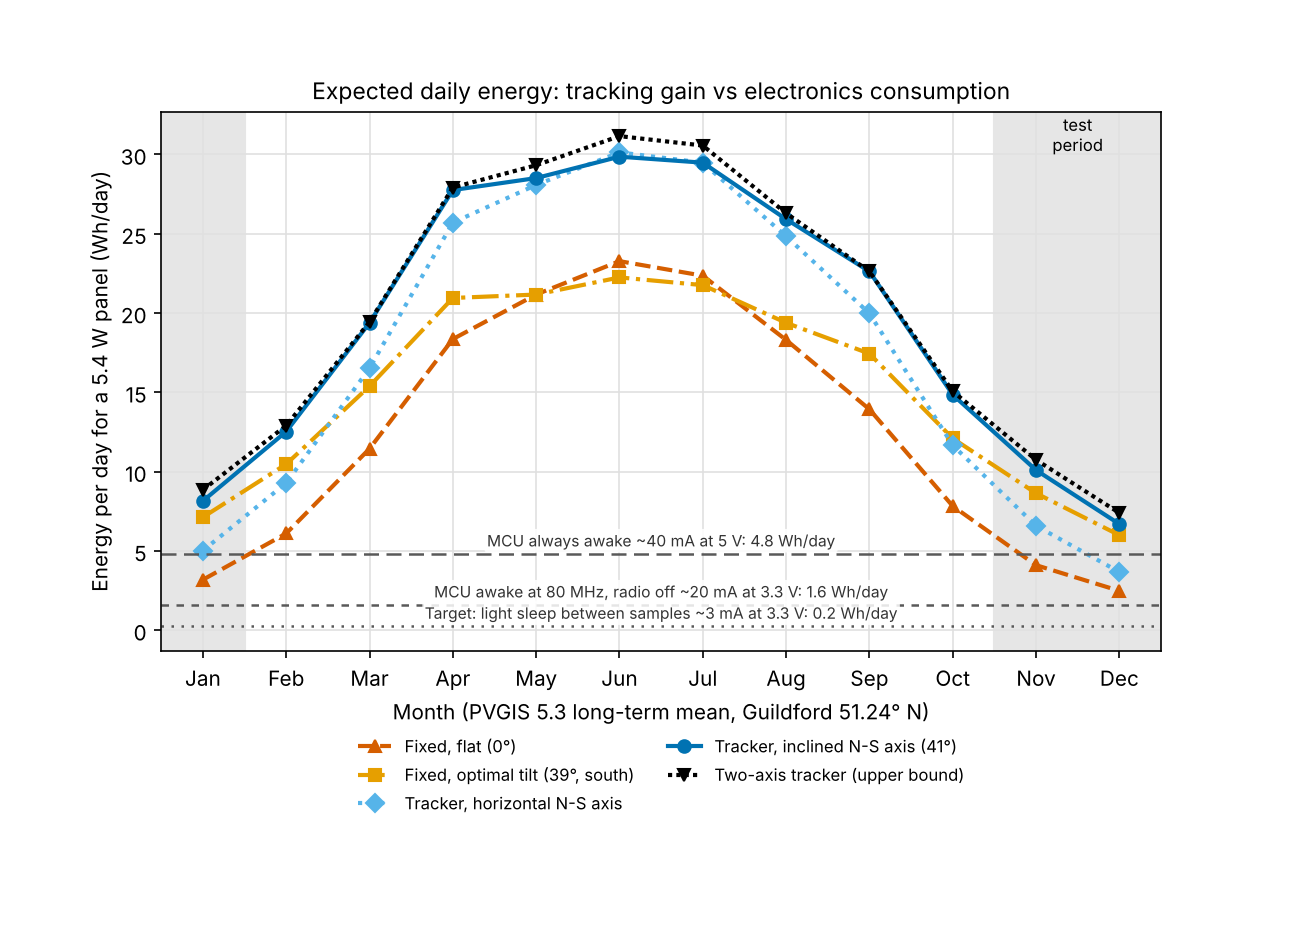 Expected daily energy: tracking gain vs electronics consumption
test
period
Energy per day for a 5.4 W panel (Wh/day)
30
25
20
15
10
5
0
MCU always awake ~40 mA at 5 V: 4.8 Wh/day
MCU awake at 80 MHz, radio off ~20 mA at 3.3 V: 1.6 Wh/day
Target: light sleep between samples ~3 mA at 3.3 V: 0.2 Wh/day
Jan Feb Mar Apr May Jun Jul Aug Sep Oct Nov Dec
Month (PVGIS 5.3 long-term mean, Guildford 51.24° N)
Fixed, flat (0°)
Fixed, optimal tilt (39°, south)
Tracker, horizontal N-S axis
Tracker, inclined N-S axis (41°)
Two-axis tracker (upper bound)